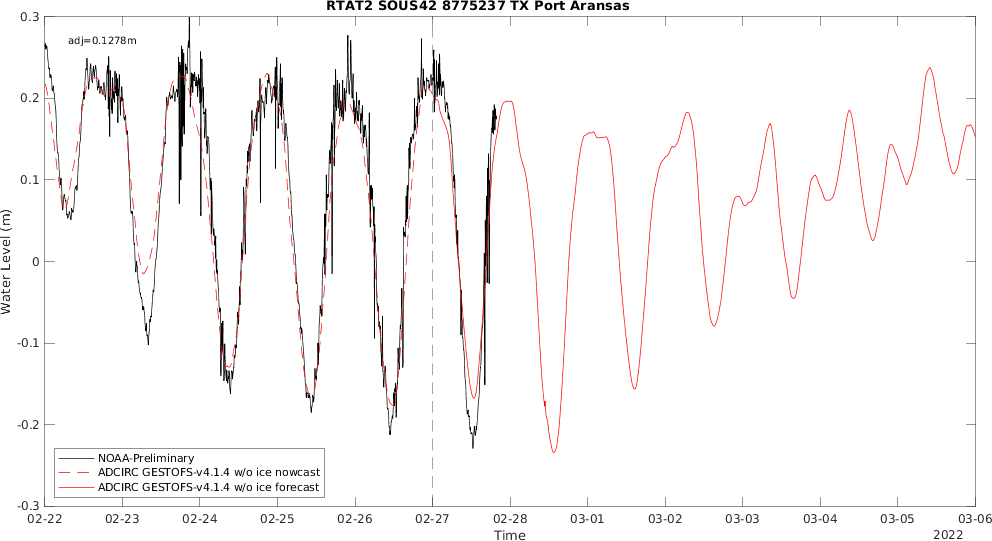 RTAT2 SOUS42 8775237 TX Port Aransas
adj=0.1278m
0.3
0.2
0.1
0
-0.1
-0.2
-0.3
Water Level (m)
NOAA-Preliminary
ADCIRC GESTOFS-v4.1.4 w/o ice nowcast
ADCIRC GESTOFS-v4.1.4 w/o ice forecast
02-22 02-23 02-24 02-25 02-26 02-27 02-28 03-01 03-02 03-03 03-04 03-05 03-06
Time
2022